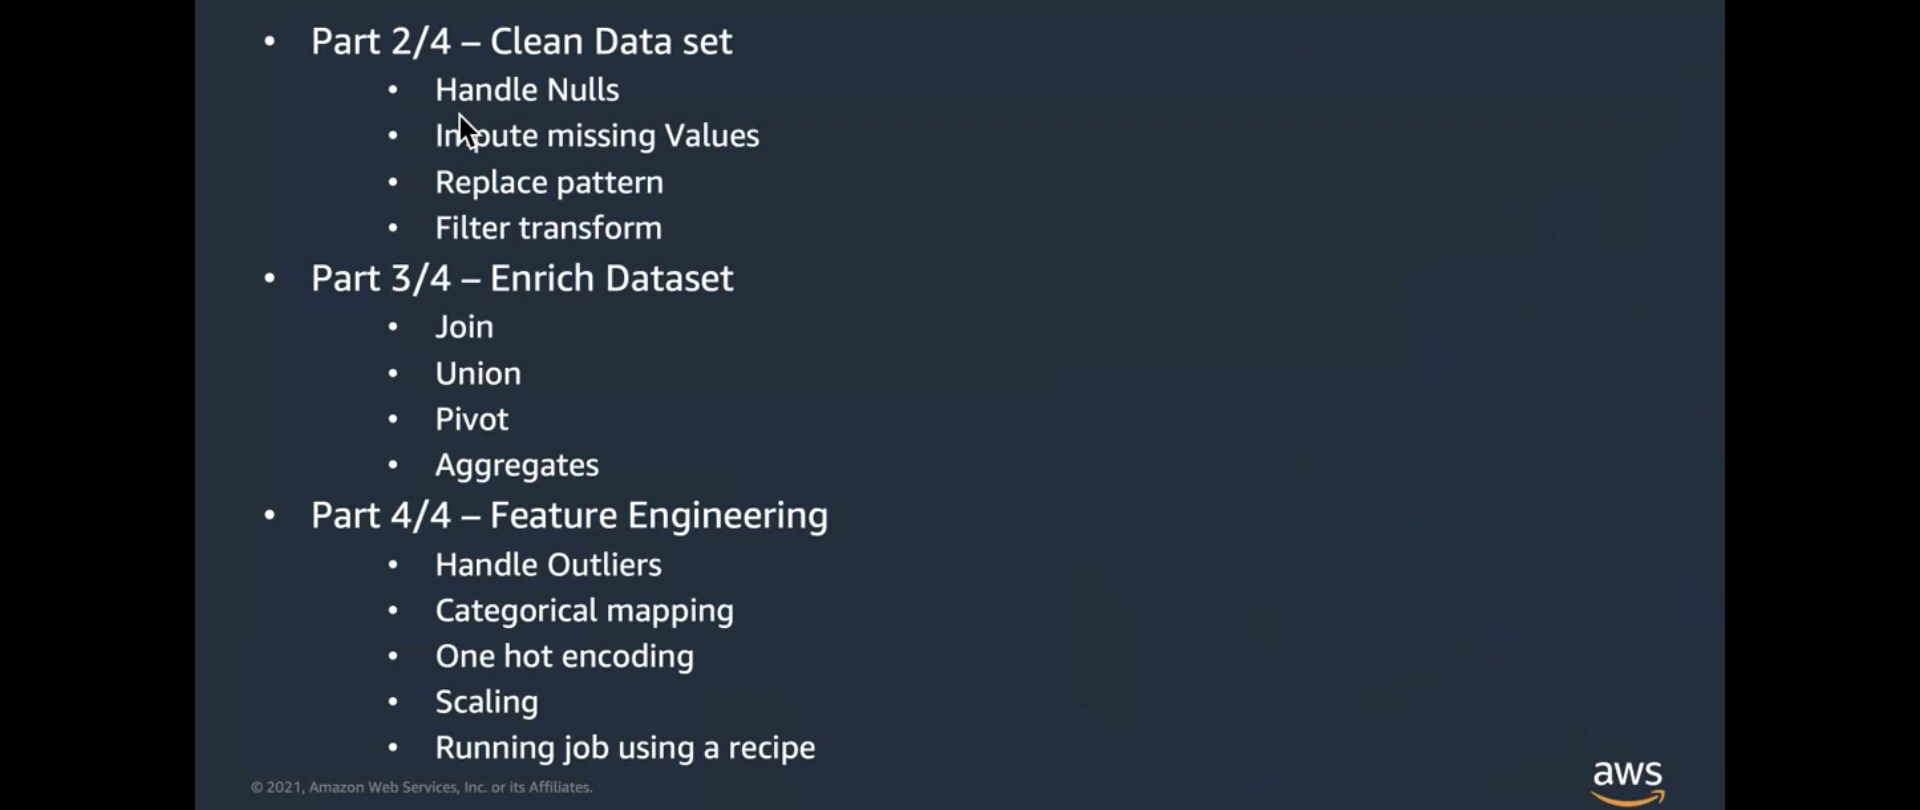 • Part 2/4 – Clean Data set
• Handle Nulls
• Impute missing Values
• Replace pattern
• Filter transform
• Part 3/4 – Enrich Dataset
• Join
• Union
• Pivot
• Aggregates
• Part 4/4 – Feature Engineering
• Handle Outliers
• Categorical mapping
• One hot encoding
• Scaling
• Running job using a recipe
© 2021, Amazon Web Services, Inc. or its Affiliates.
aws